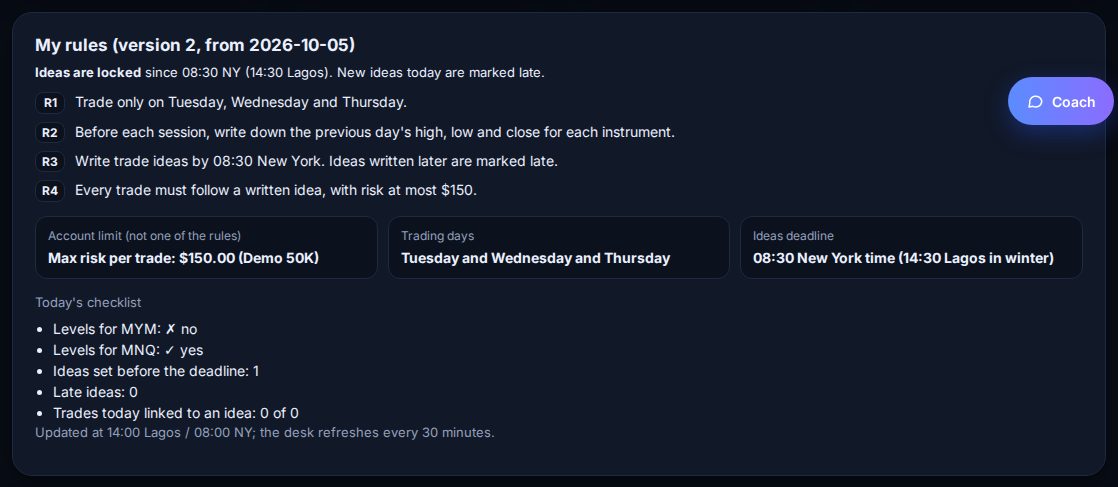 My rules (version 2, from 2026-10-05)
Ideas are locked since 08:30 NY (14:30 Lagos). New ideas today are marked late.
R1 Trade only on Tuesday, Wednesday and Thursday.
Coach
R2 Before each session, write down the previous day's high, low and close for each instrument.
R3 Write trade ideas by 08:30 New York. Ideas written later are marked late.
R4 Every trade must follow a written idea, with risk at most $150.
Account limit (not one of the rules)
Max risk per trade: $150.00 (Demo 50K)
Trading days
Tuesday and Wednesday and Thursday
Ideas deadline
08:30 New York time (14:30 Lagos in winter)
Today's checklist
• Levels for MYM: ✗ no
• Levels for MNQ: ✓ yes
• Ideas set before the deadline: 1
• Late ideas: 0
• Trades today linked to an idea: 0 of 0
Updated at 14:00 Lagos / 08:00 NY; the desk refreshes every 30 minutes.